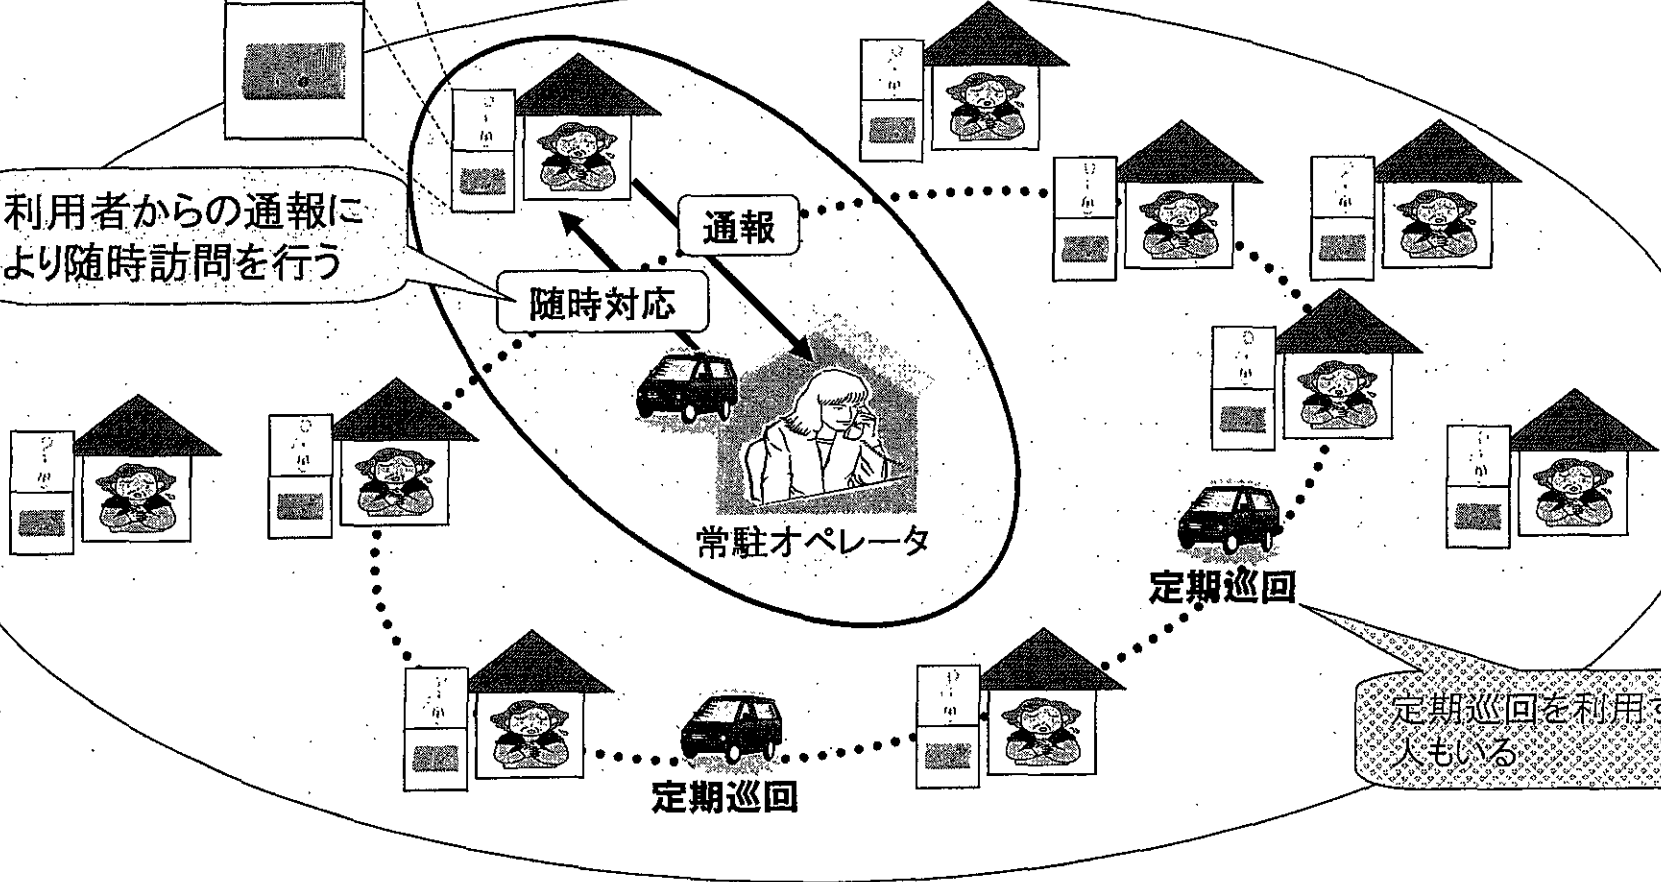 利用者からの通報に
より随時訪問を行う
通報
随時対応
常駐オペレータ
定期巡回
定期巡回
定期巡回を利用す
人もいる